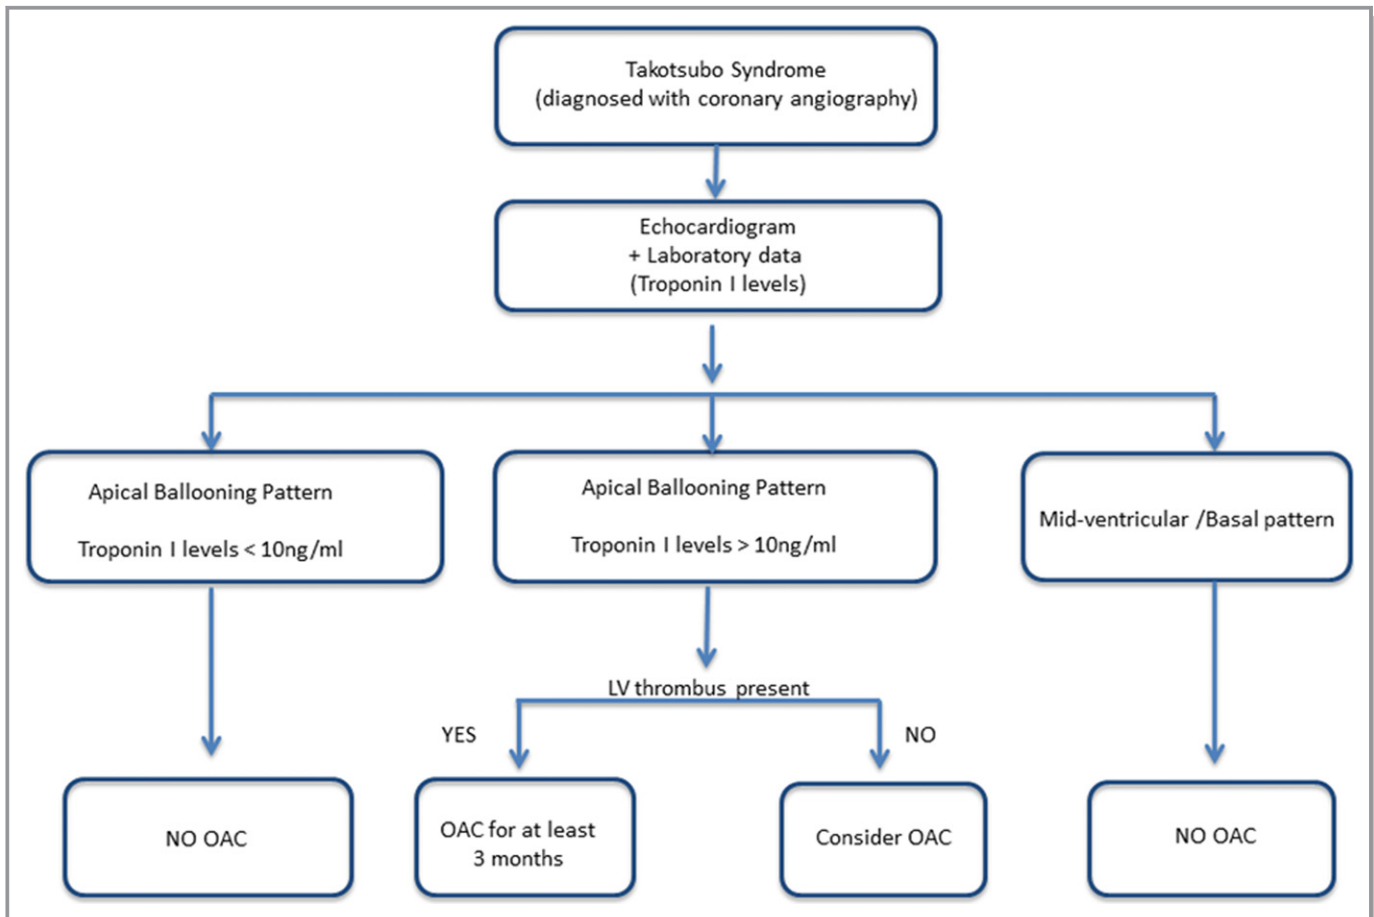 Takotsubo Syndrome
(diagnosed with coronary angiography)
Echocardiogram
+ Laboratory data
(Troponin I levels)
Apical Ballooning Pattern
Troponin I levels < 10ng/ml
Apical Ballooning Pattern
Troponin I levels > 10ng/ml
Mid-ventricular /Basal pattern
LV thrombus present
YES
NO
NO OAC
OAC for at least
3 months
Consider OAC
NO OAC